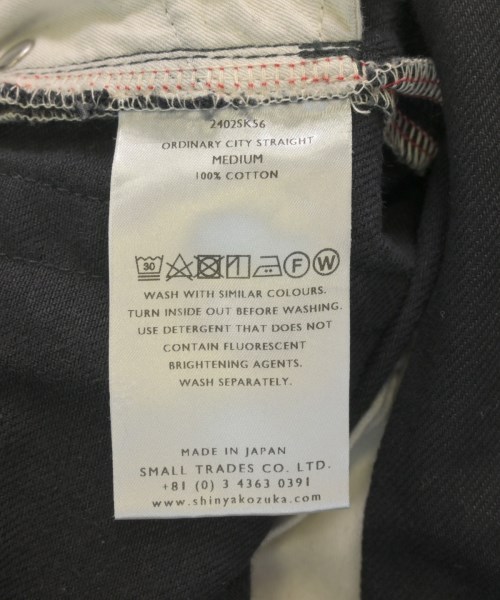 2402SK56
ORDINARY CITY STRAIGHT
MEDIUM
100% COTTON
30 F W
WASH WITH SIMILAR COLOURS.
TURN INSIDE OUT BEFORE WASHING.
USE DETERGENT THAT DOES NOT
CONTAIN FLUORESCENT
BRIGHTENING AGENTS.
WASH SEPARATELY.
MADE IN JAPAN
SMALL TRADES CO. LTD.
+81 (0) 3 4363 0391
www.shinyakozuka.com